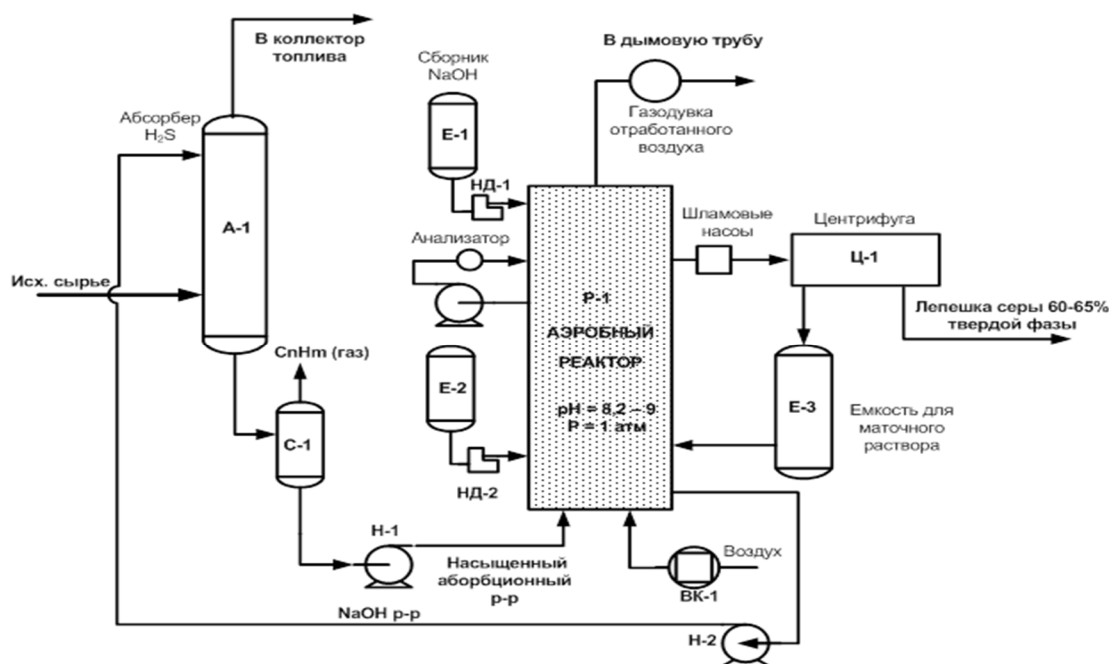 В коллектор
топлива
Абсорбер
H₂S
А-1
Исх. сырье
CnHm (газ)
С-1
Н-1
Насыщенный
аборбционный
р-р
NaOH р-р
Сборник
NaOH
Е-1
НД-1
Анализатор
Е-2
НД-2
В дымовую трубу
Газодувка
отработанного
воздуха
Р-1
АЭРОБНЫЙ
РЕАКТОР
pH = 8,2 – 9
P = 1 атм
Шламовые
насоы
Центрифуга
Ц-1
Лепешка серы 60-65%
твердой фазы
Е-3
Емкость для
маточного
раствора
Воздух
ВК-1
Н-2